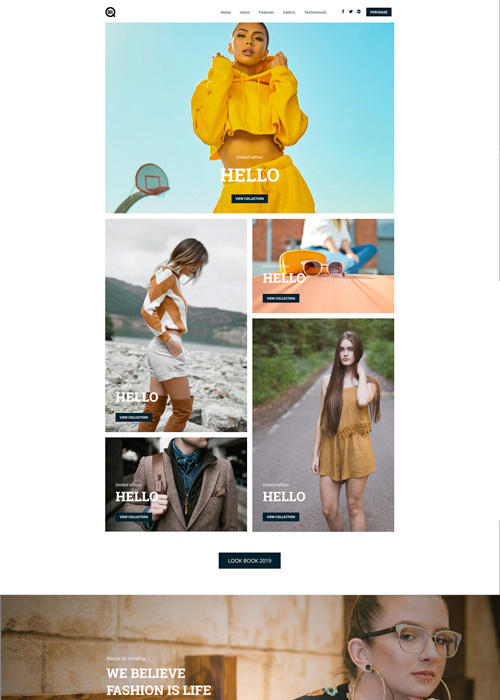 Home About Features Gallery Testimonials PURCHASE
limited edition
HELLO
VIEW COLLECTION
limited edition
HELLO
VIEW COLLECTION
HELLO
VIEW COLLECTION
limited edition
HELLO
VIEW COLLECTION
limited edition
HELLO
VIEW COLLECTION
LOOK BOOK 2019
Always be trending
WE BELIEVE
FASHION IS LIFE